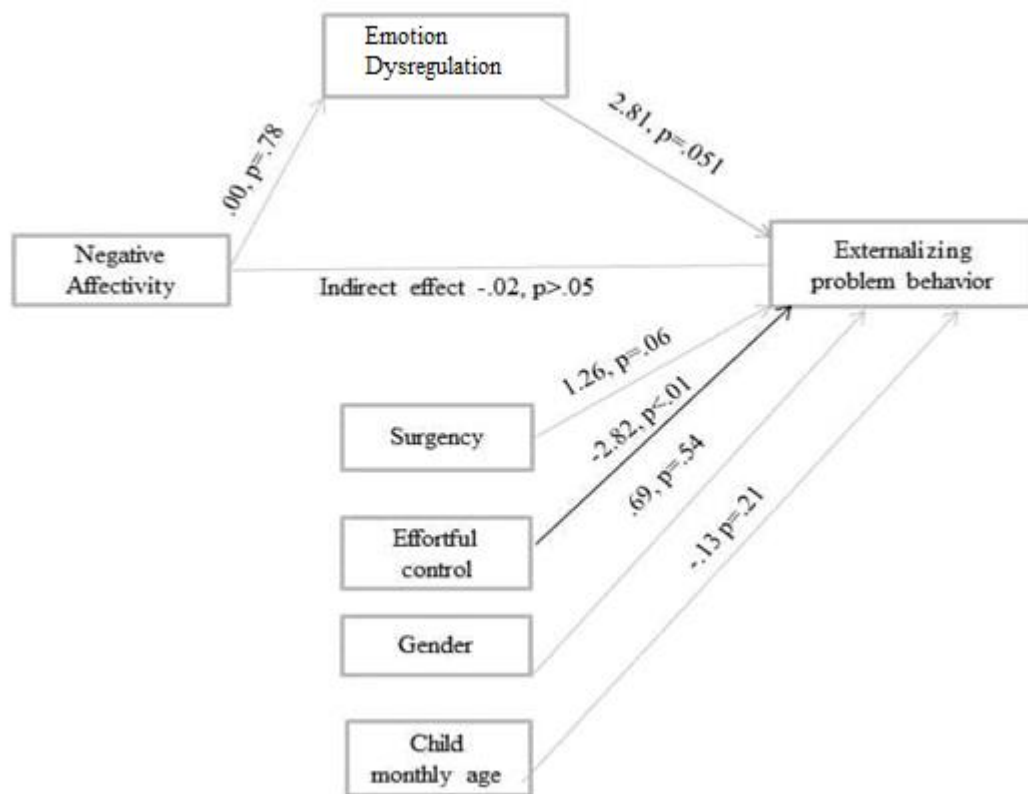 Emotion
Dysregulation
2.81, p=.051
.00, p=.78
Negative
Affectivity
Externalizing
problem behavior
Indirect effect -.02, p>.05
1.26, p=.06
-2.82, p<.01
.69, p=.54
-.13 p=.21
Surgency
Effortful
control
Gender
Child
monthly age